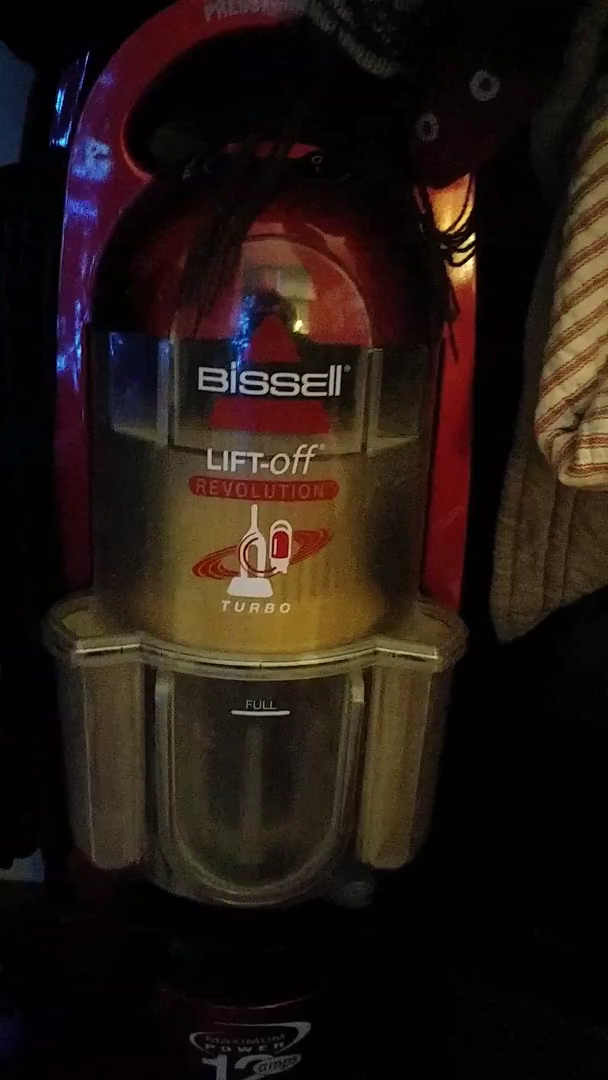 BISSELL®
LIFT-off®
REVOLUTION
TURBO
FULL
MAXIMUM
POWER
12 amps